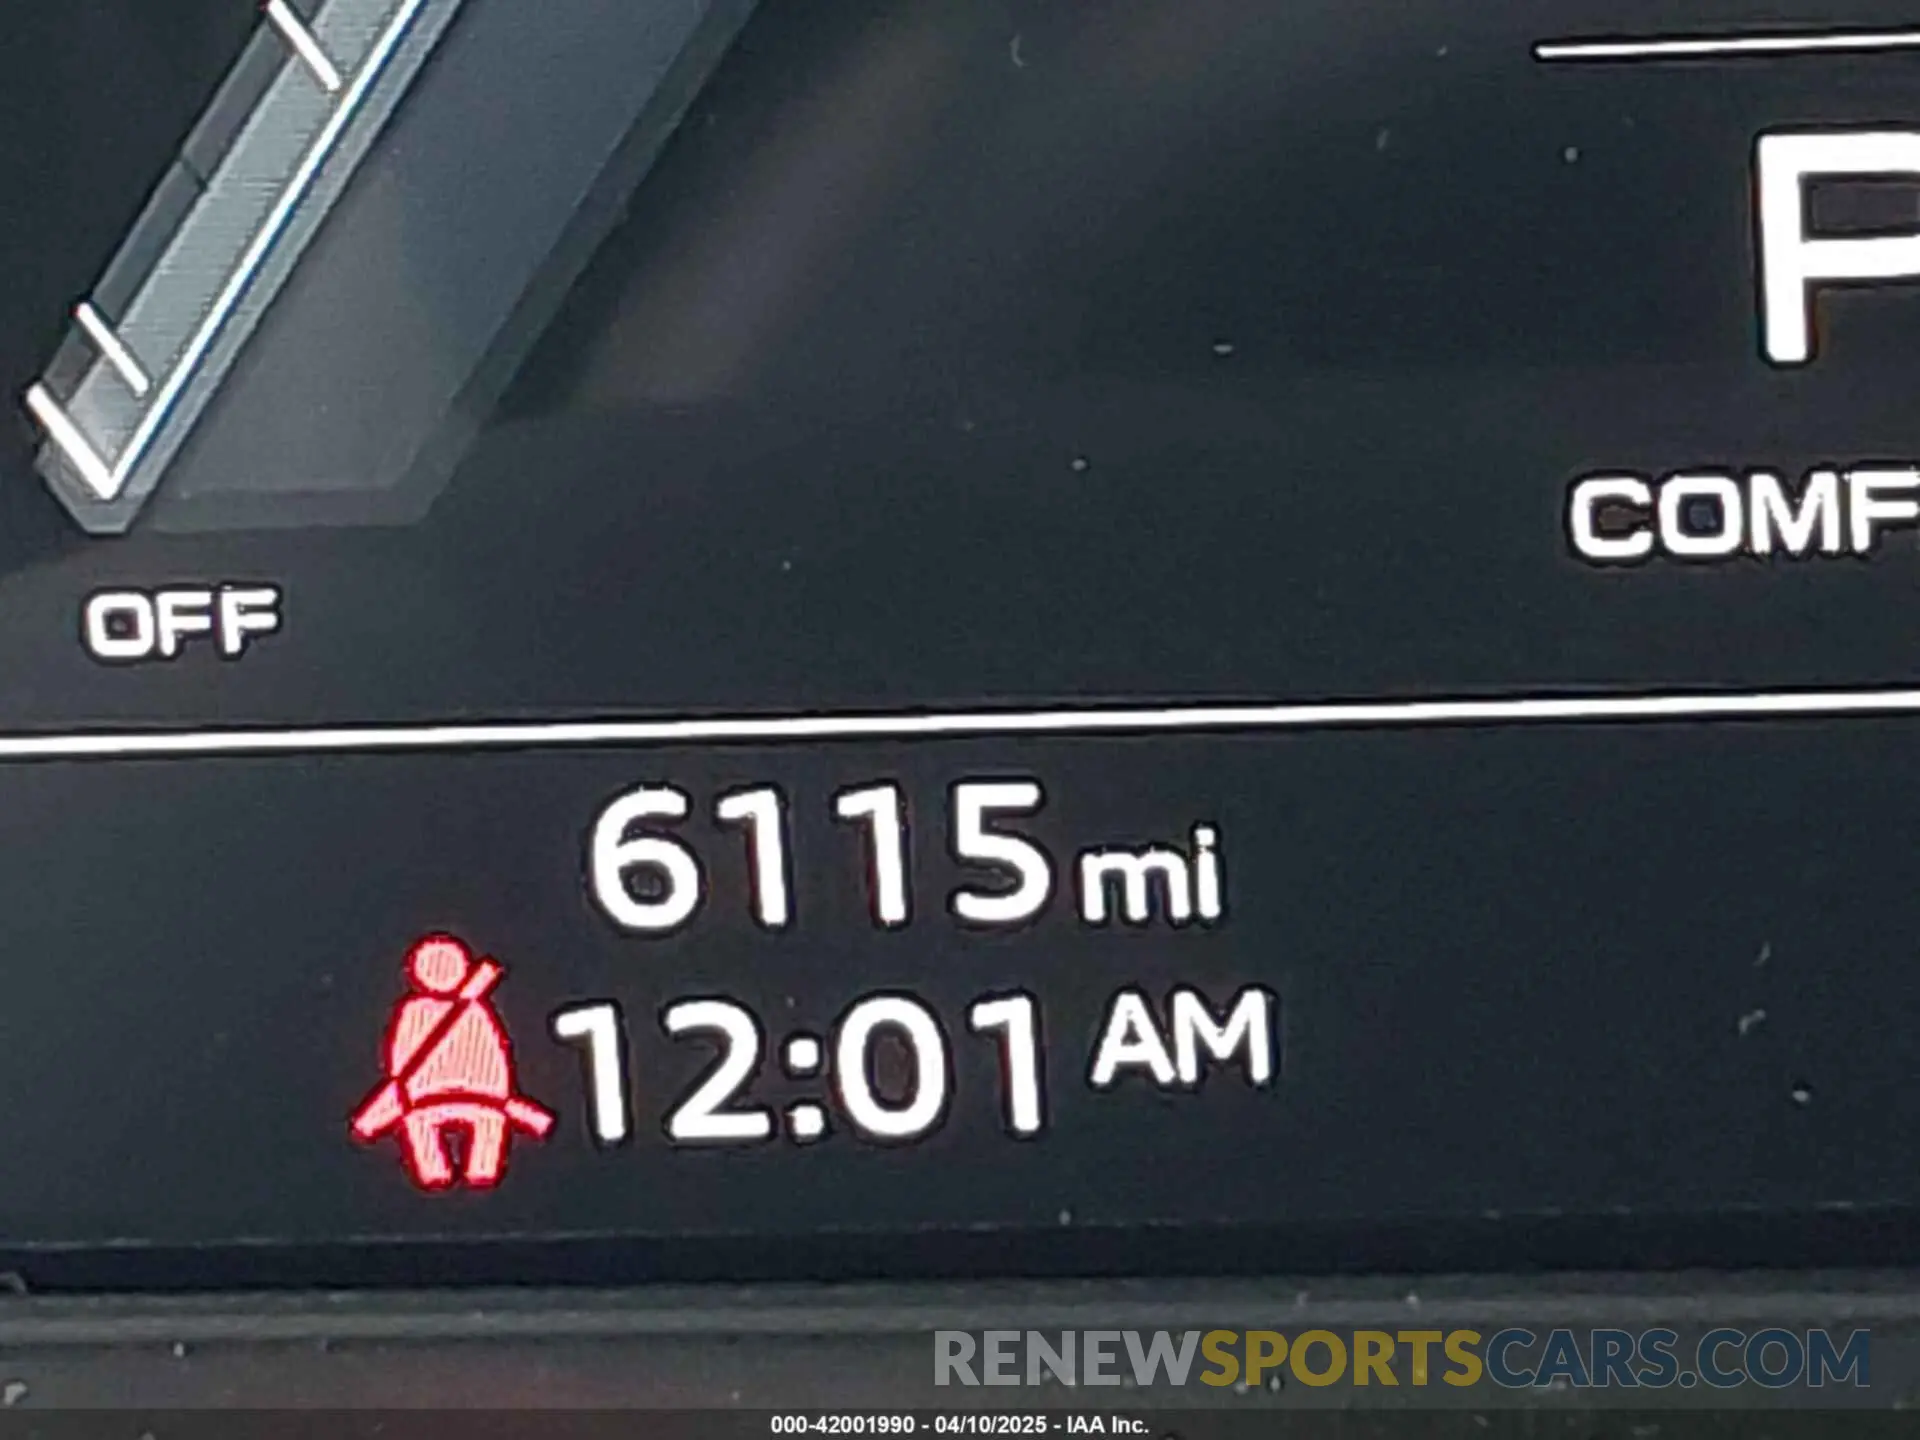 P
COMF
OFF
6115 mi
12:01 AM
RENEWSPORTSCARS.COM
000-42001990 - 04/10/2025 - IAA Inc.